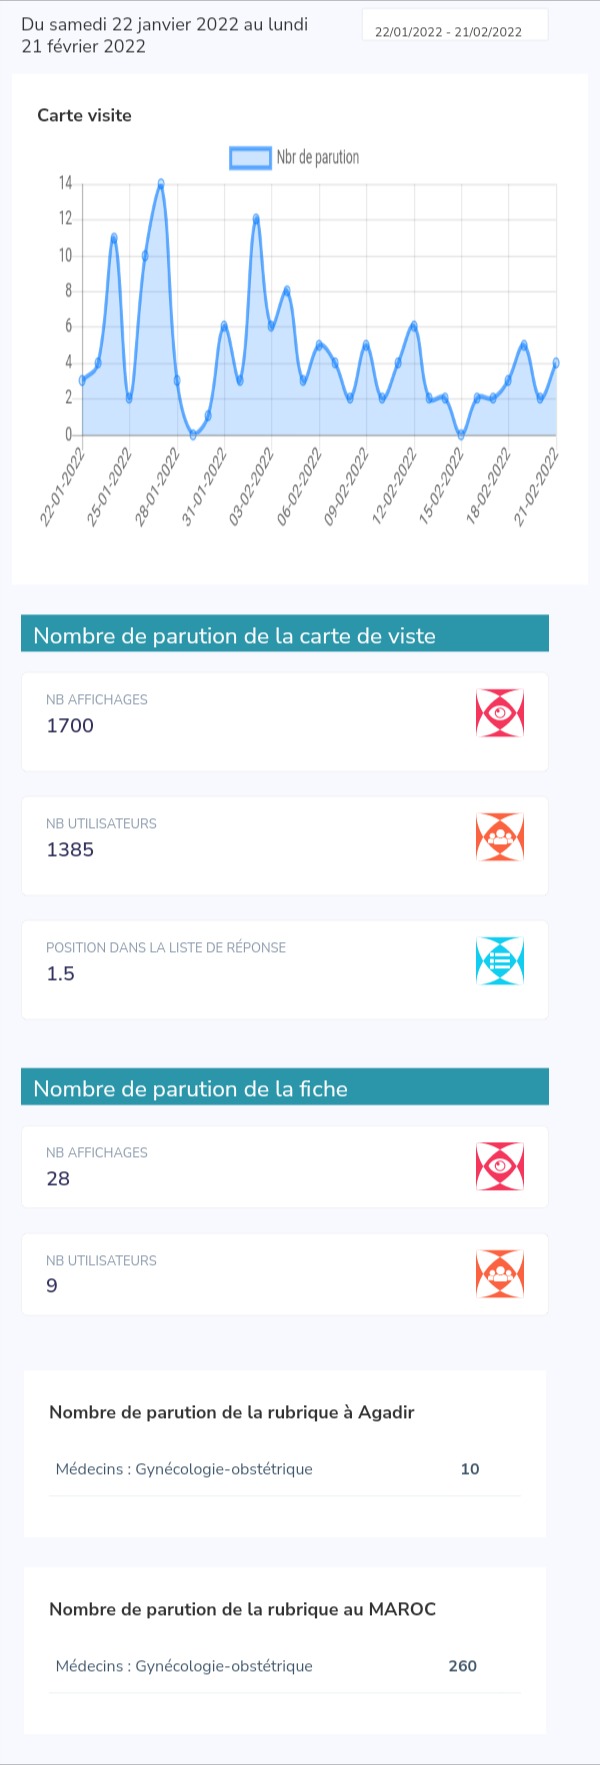 Du samedi 22 janvier 2022 au lundi
21 février 2022
22/01/2022 - 21/02/2022
Carte visite
Nbr de parution
14
12
10
8
6
4
2
0
22-01-2022
25-01-2022
28-01-2022
31-01-2022
03-02-2022
06-02-2022
09-02-2022
12-02-2022
15-02-2022
18-02-2022
21-02-2022
Nombre de parution de la carte de viste
NB AFFICHAGES
1700
NB UTILISATEURS
1385
POSITION DANS LA LISTE DE RÉPONSE
1.5
Nombre de parution de la fiche
NB AFFICHAGES
28
NB UTILISATEURS
9
Nombre de parution de la rubrique à Agadir
Médecins : Gynécologie-obstétrique 10
Nombre de parution de la rubrique au MAROC
Médecins : Gynécologie-obstétrique 260